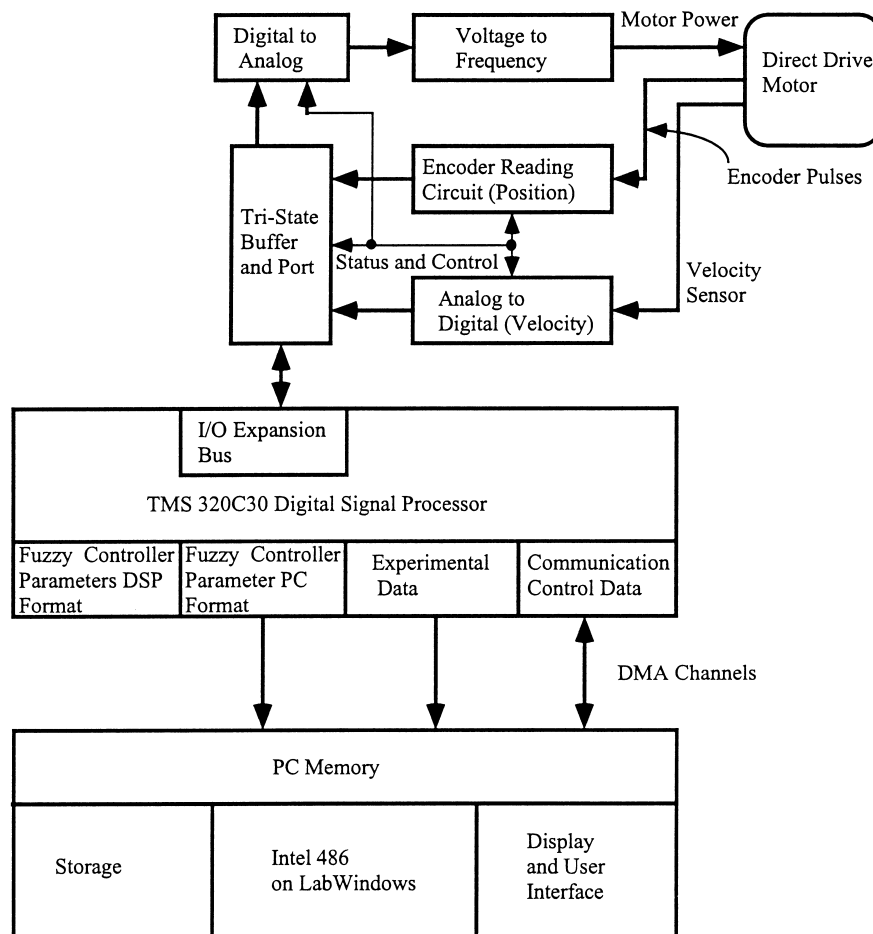 Digital to
Analog
Voltage to
Frequency
Motor Power
Direct Drive
Motor
Encoder Reading
Circuit (Position)
Encoder Pulses
Tri-State
Buffer
and Port
Status and Control
Velocity
Sensor
Analog to
Digital (Velocity)
I/O Expansion
Bus
TMS 320C30 Digital Signal Processor
Fuzzy Controller
Parameters DSP
Format
Fuzzy Controller
Parameter PC
Format
Experimental
Data
Communication
Control Data
DMA Channels
PC Memory
Storage
Intel 486
on LabWindows
Display
and User
Interface